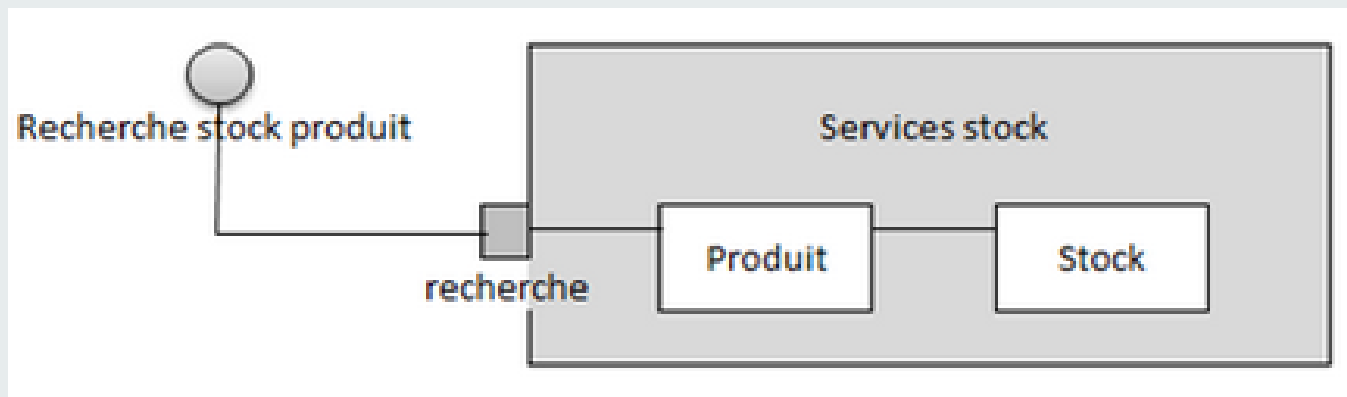 Recherche stock produit
Services stock
Produit
Stock
recherche